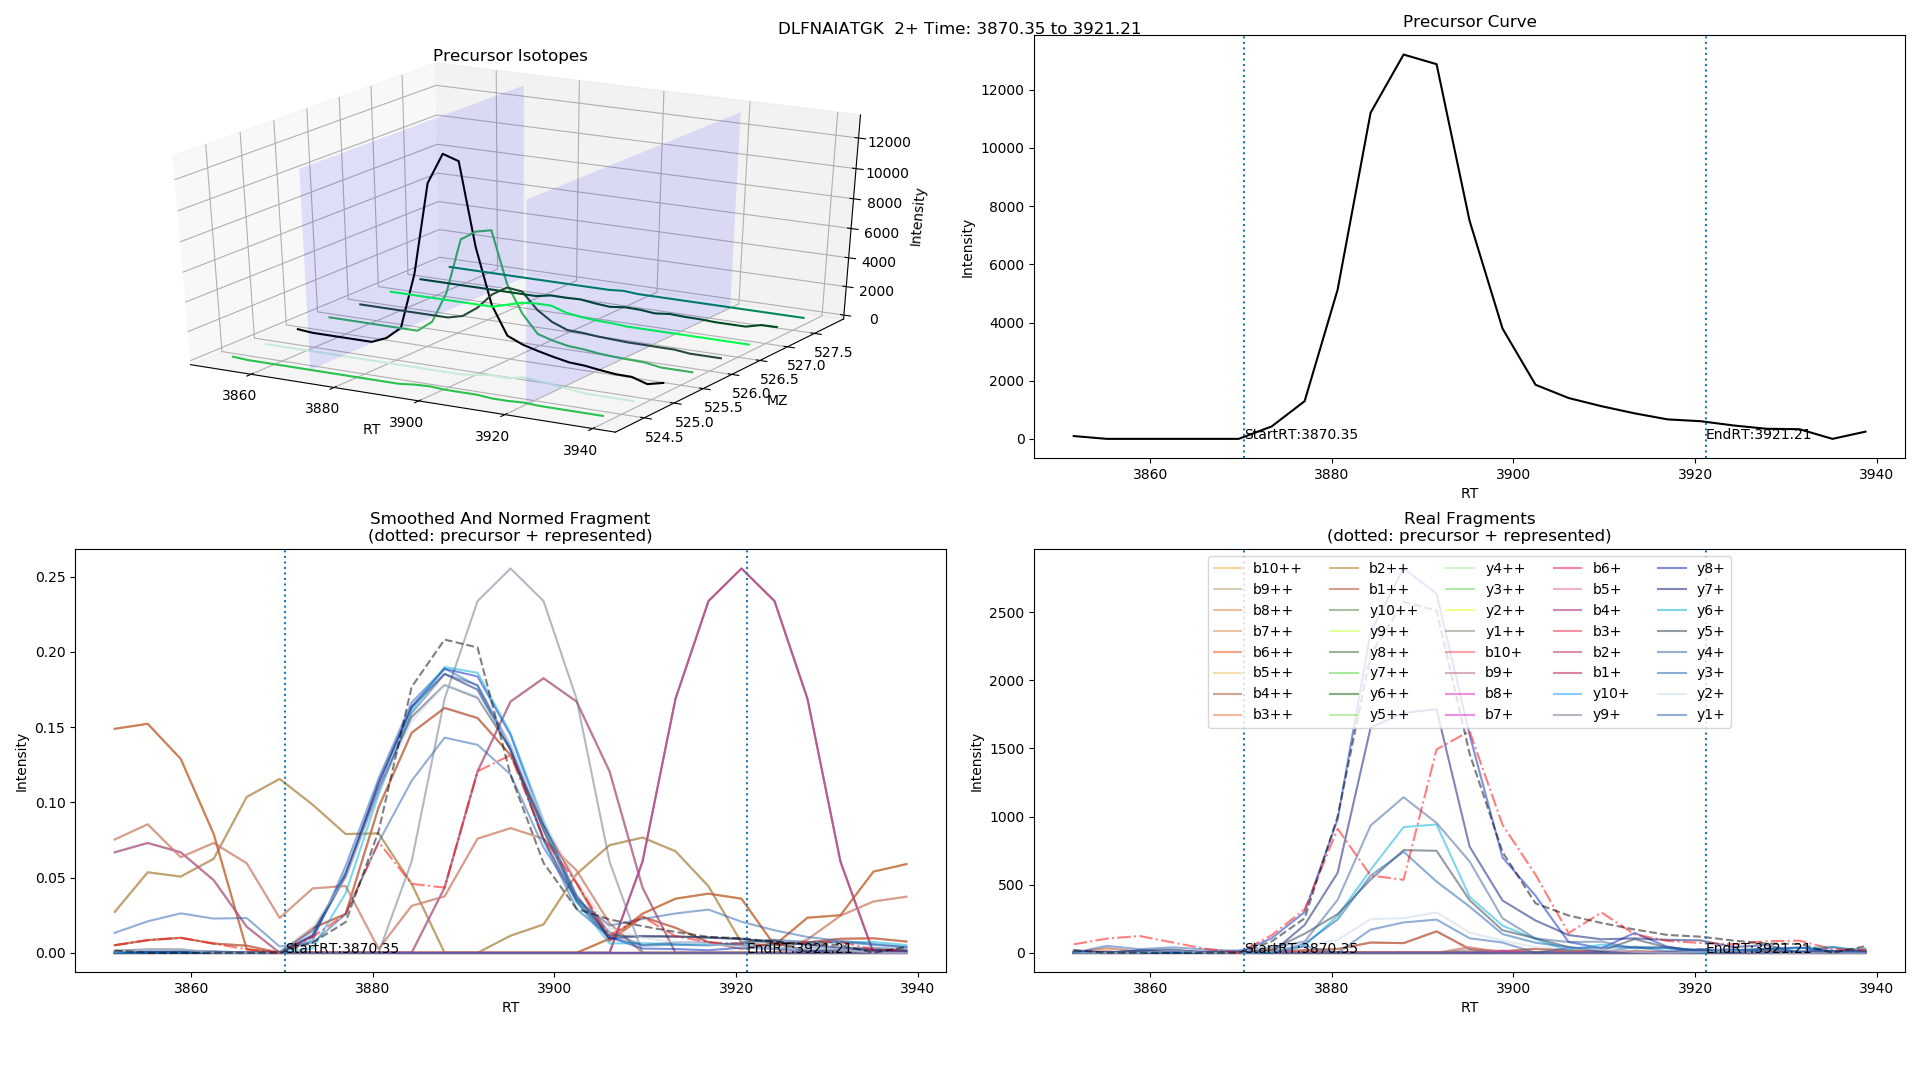 DLFNAIATGK  2+ Time: 3870.35 to 3921.21
Precursor Isotopes
12000
10000
8000
6000
4000
2000
0
Intensity
3860
3880
3900
3920
3940
RT
524.5
525.0
525.5
526.0
526.5
527.0
527.5
MZ
Precursor Curve
12000
10000
8000
6000
4000
2000
0
Intensity
StartRT:3870.35
EndRT:3921.21
3860
3880
3900
3920
3940
RT
Smoothed And Normed Fragment
(dotted: precursor + represented)
0.25
0.20
0.15
0.10
0.05
0.00
Intensity
StartRT:3870.35
EndRT:3921.21
3860
3880
3900
3920
3940
RT
Real Fragments
(dotted: precursor + represented)
b10++
b9++
b8++
b7++
b6++
b5++
b4++
b3++
b2++
b1++
y10++
y9++
y8++
y7++
y6++
y5++
y4++
y3++
y2++
y1++
b10+
b9+
b8+
b7+
b6+
b5+
b4+
b3+
b2+
b1+
y10+
y9+
y8+
y7+
y6+
y5+
y4+
y3+
y2+
y1+
2500
2000
1500
1000
500
0
Intensity
StartRT:3870.35
EndRT:3921.21
3860
3880
3900
3920
3940
RT